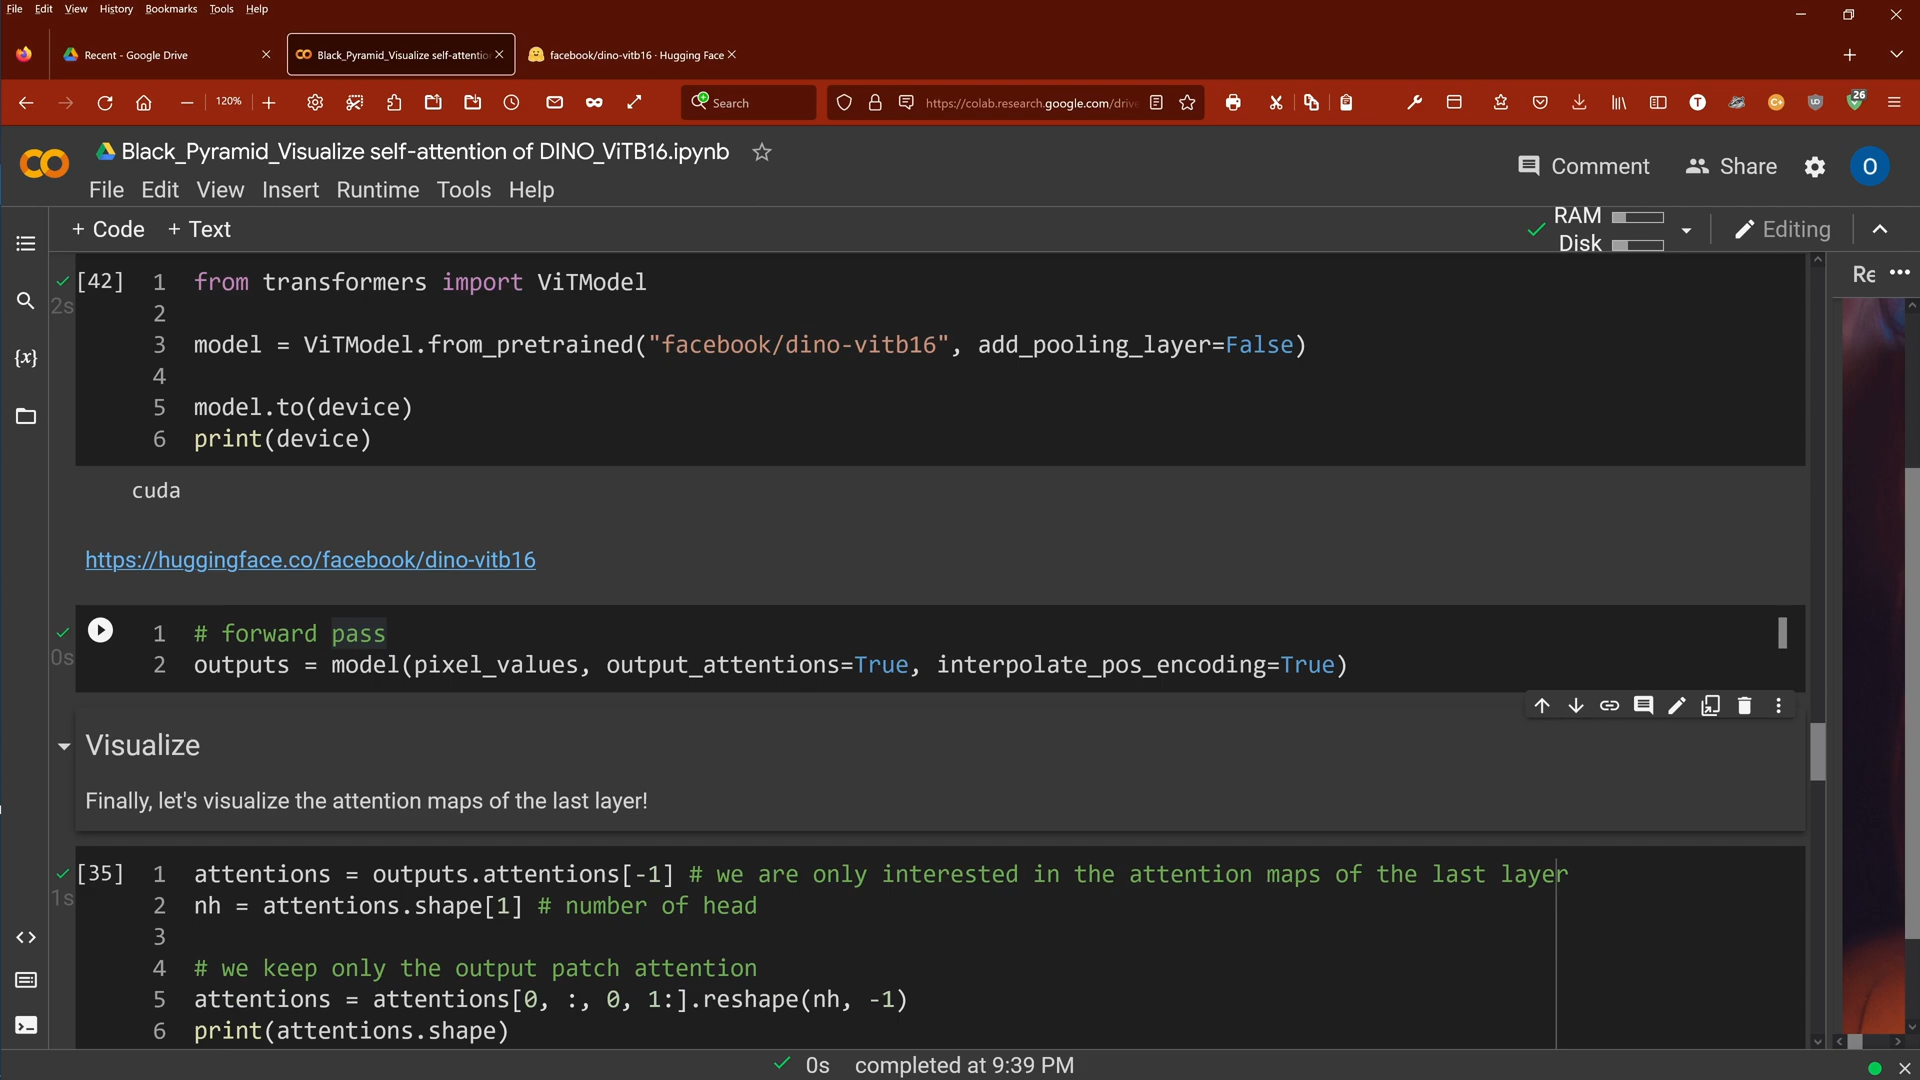 File Edit View History Bookmarks Tools Help
Recent - Google Drive
Black_Pyramid_Visualize self-attentio
facebook/dino-vitb16 · Hugging Face
120%
Search
https://colab.research.google.com/drive
26
Black_Pyramid_Visualize self-attention of DINO_ViTB16.ipynb
File Edit View Insert Runtime Tools Help
Comment
Share
O
+ Code + Text
RAM
Disk
Editing
Re
[42]
2s
1 from transformers import ViTModel
2
3 model = ViTModel.from_pretrained("facebook/dino-vitb16", add_pooling_layer=False)
4
5 model.to(device)
6 print(device)
cuda
https://huggingface.co/facebook/dino-vitb16
0s
1 # forward pass
2 outputs = model(pixel_values, output_attentions=True, interpolate_pos_encoding=True)
Visualize
Finally, let's visualize the attention maps of the last layer!
[35]
1s
1 attentions = outputs.attentions[-1] # we are only interested in the attention maps of the last layer
2 nh = attentions.shape[1] # number of head
3
4 # we keep only the output patch attention
5 attentions = attentions[0, :, 0, 1:].reshape(nh, -1)
6 print(attentions.shape)
0s completed at 9:39 PM